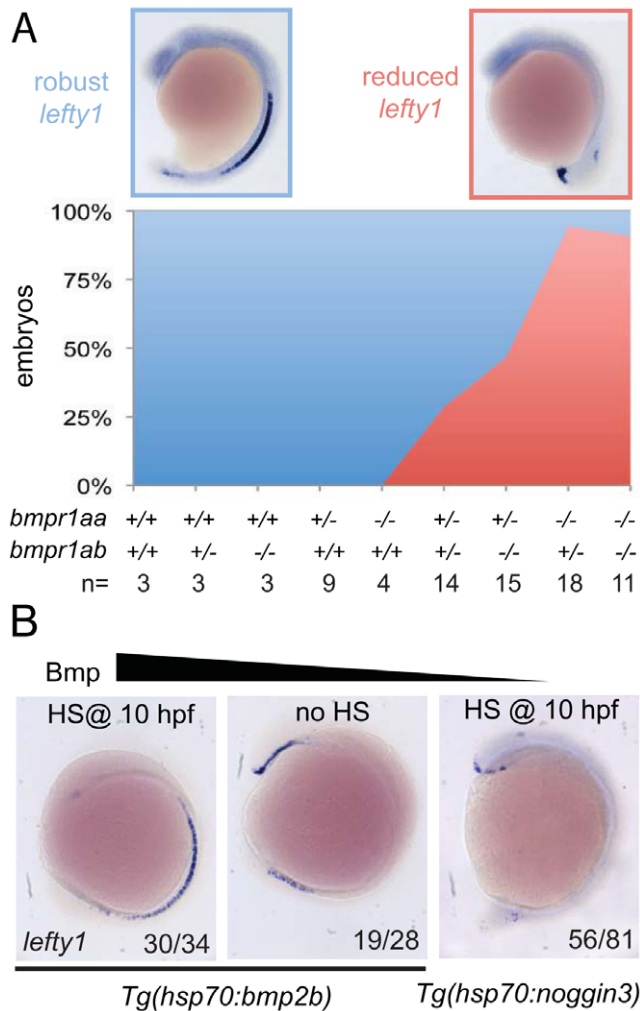 A
robust
lefty1
reduced
lefty1
100%
75%
50%
25%
0%
embryos
bmpr1aa +/+ +/+ +/+ +/- -/- +/- +/- -/- -/-
bmpr1ab +/+ +/- -/- +/+ +/+ +/- -/- +/- -/-
n= 3 3 3 9 4 14 15 18 11
B
Bmp
HS@ 10 hpf
no HS
HS @ 10 hpf
lefty1 30/34
19/28
56/81
Tg(hsp70:bmp2b)
Tg(hsp70:noggin3)